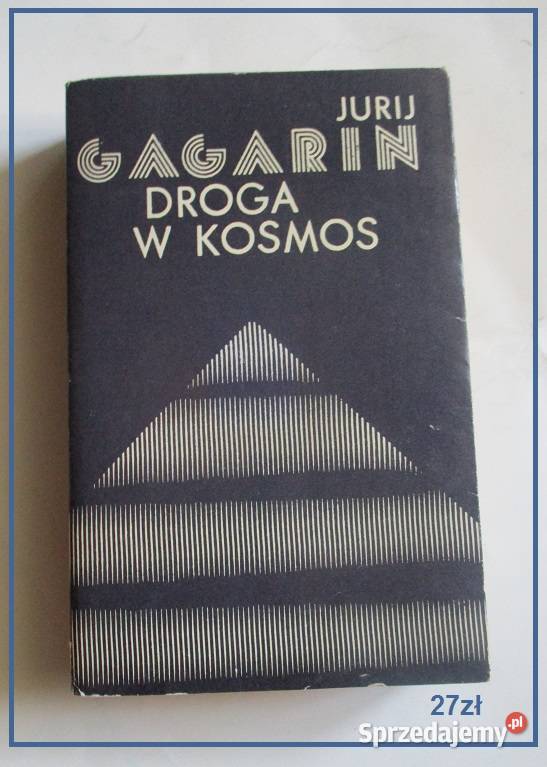 JURIJ
GAGARIN
DROGA
W KOSMOS
27zł
Sprzedajemy.pl